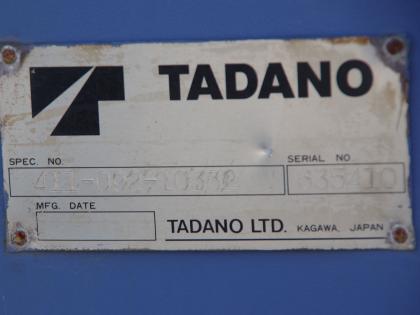 TADANO
SPEC. NO. SERIAL NO
MFG. DATE
TADANO LTD. KAGAWA, JAPAN